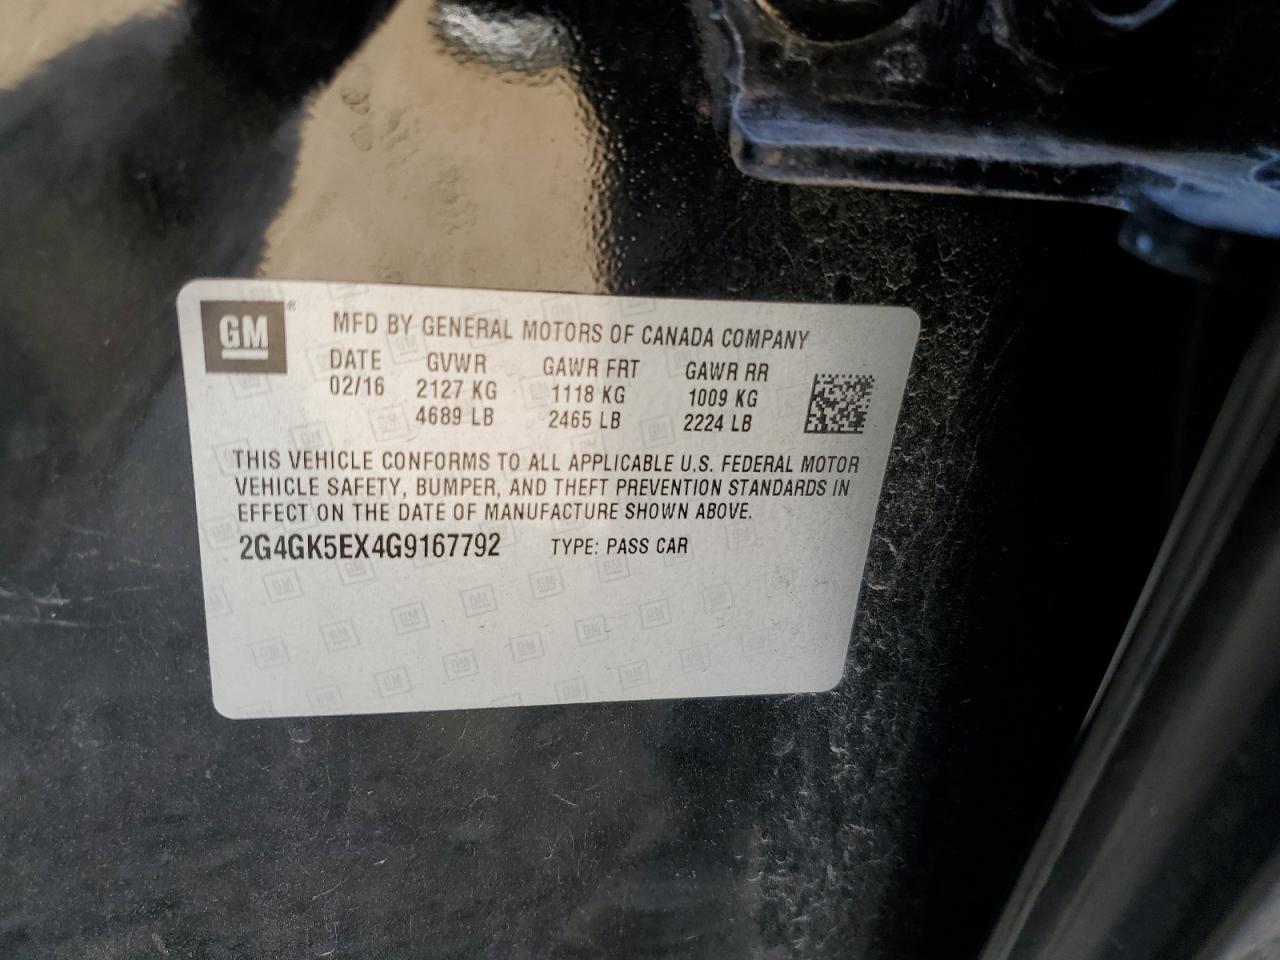 GM
MFD BY GENERAL MOTORS OF CANADA COMPANY
DATE GVWR GAWR FRT GAWR RR
02/16 2127 KG 1118 KG 1009 KG
4689 LB 2465 LB 2224 LB
THIS VEHICLE CONFORMS TO ALL APPLICABLE U.S. FEDERAL MOTOR
VEHICLE SAFETY, BUMPER, AND THEFT PREVENTION STANDARDS IN
EFFECT ON THE DATE OF MANUFACTURE SHOWN ABOVE.
2G4GK5EX4G9167792 TYPE: PASS CAR